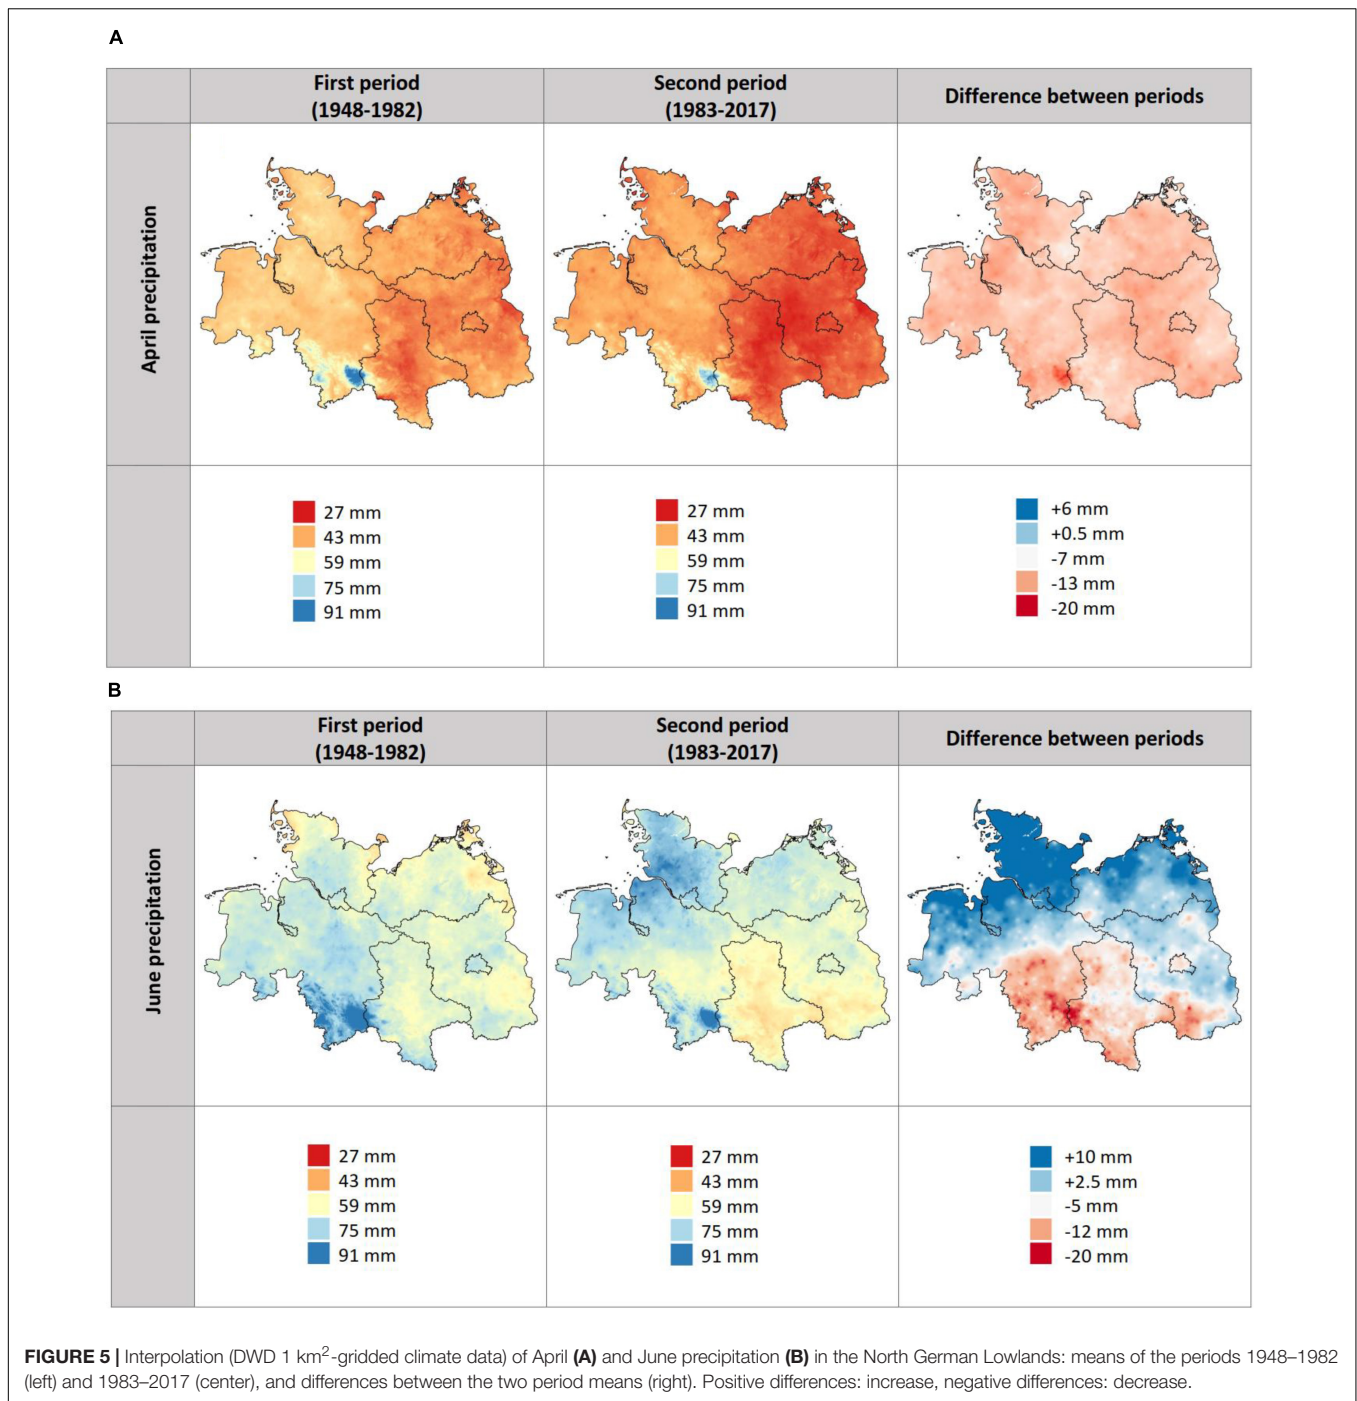 A
First period
(1948-1982)
Second period
(1983-2017)
Difference between periods
April precipitation
27 mm
43 mm
59 mm
75 mm
91 mm
27 mm
43 mm
59 mm
75 mm
91 mm
+6 mm
+0.5 mm
-7 mm
-13 mm
-20 mm
B
First period
(1948-1982)
Second period
(1983-2017)
Difference between periods
June precipitation
27 mm
43 mm
59 mm
75 mm
91 mm
27 mm
43 mm
59 mm
75 mm
91 mm
+10 mm
+2.5 mm
-5 mm
-12 mm
-20 mm
FIGURE 5 | Interpolation (DWD 1 km²-gridded climate data) of April (A) and June precipitation (B) in the North German Lowlands: means of the periods 1948–1982
(left) and 1983–2017 (center), and differences between the two period means (right). Positive differences: increase, negative differences: decrease.